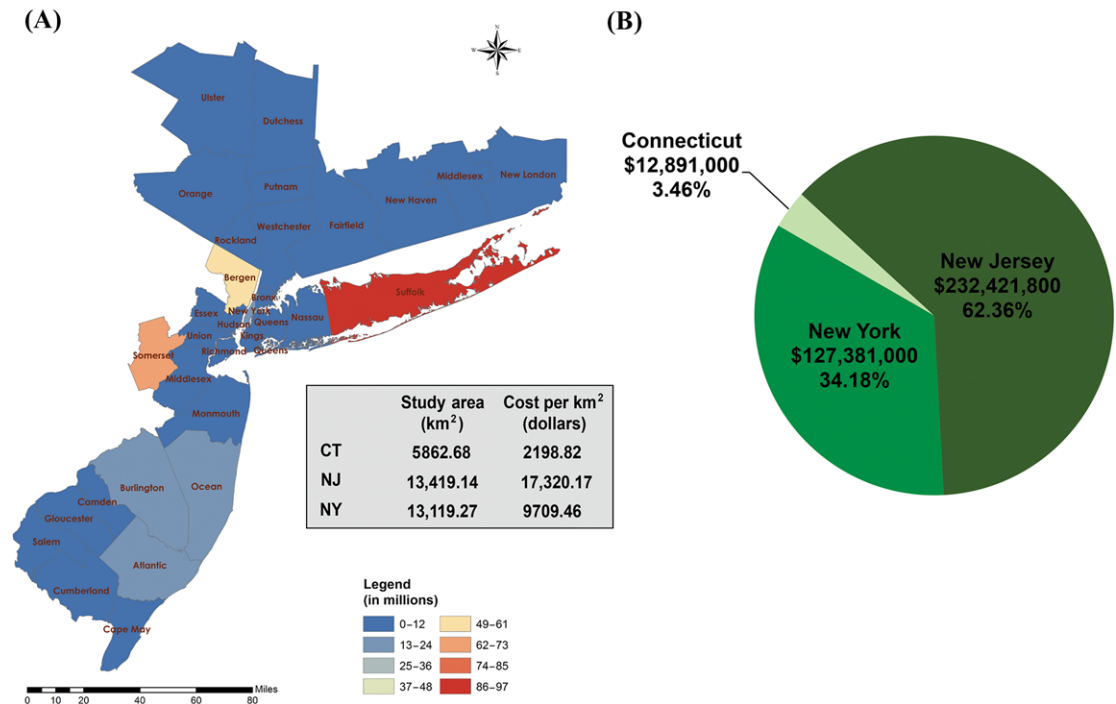 (A)
N
W
E
S
Ulster
Dutchess
Orange
Putnam
Middlesex
New London
New Haven
Westchester
Fairfield
Rockland
Bergen
Bronx
Suffolk
Essex
New York
Hudson
Queens
Nassau
Union
Kings
Somerset
Richmond
Queens
Middlesex
Monmouth
Burlington
Ocean
Camden
Gloucester
Salem
Atlantic
Cumberland
Cape May
Study area Cost per km²
(km²) (dollars)
CT 5862.68 2198.82
NJ 13,419.14 17,320.17
NY 13,119.27 9709.46
Legend
(in millions)
0–12 49–61
13–24 62–73
25–36 74–85
37–48 86–97
Miles
0 10 20 40 60 80
(B)
Connecticut
$12,891,000
3.46%
New Jersey
$232,421,800
62.36%
New York
$127,381,000
34.18%